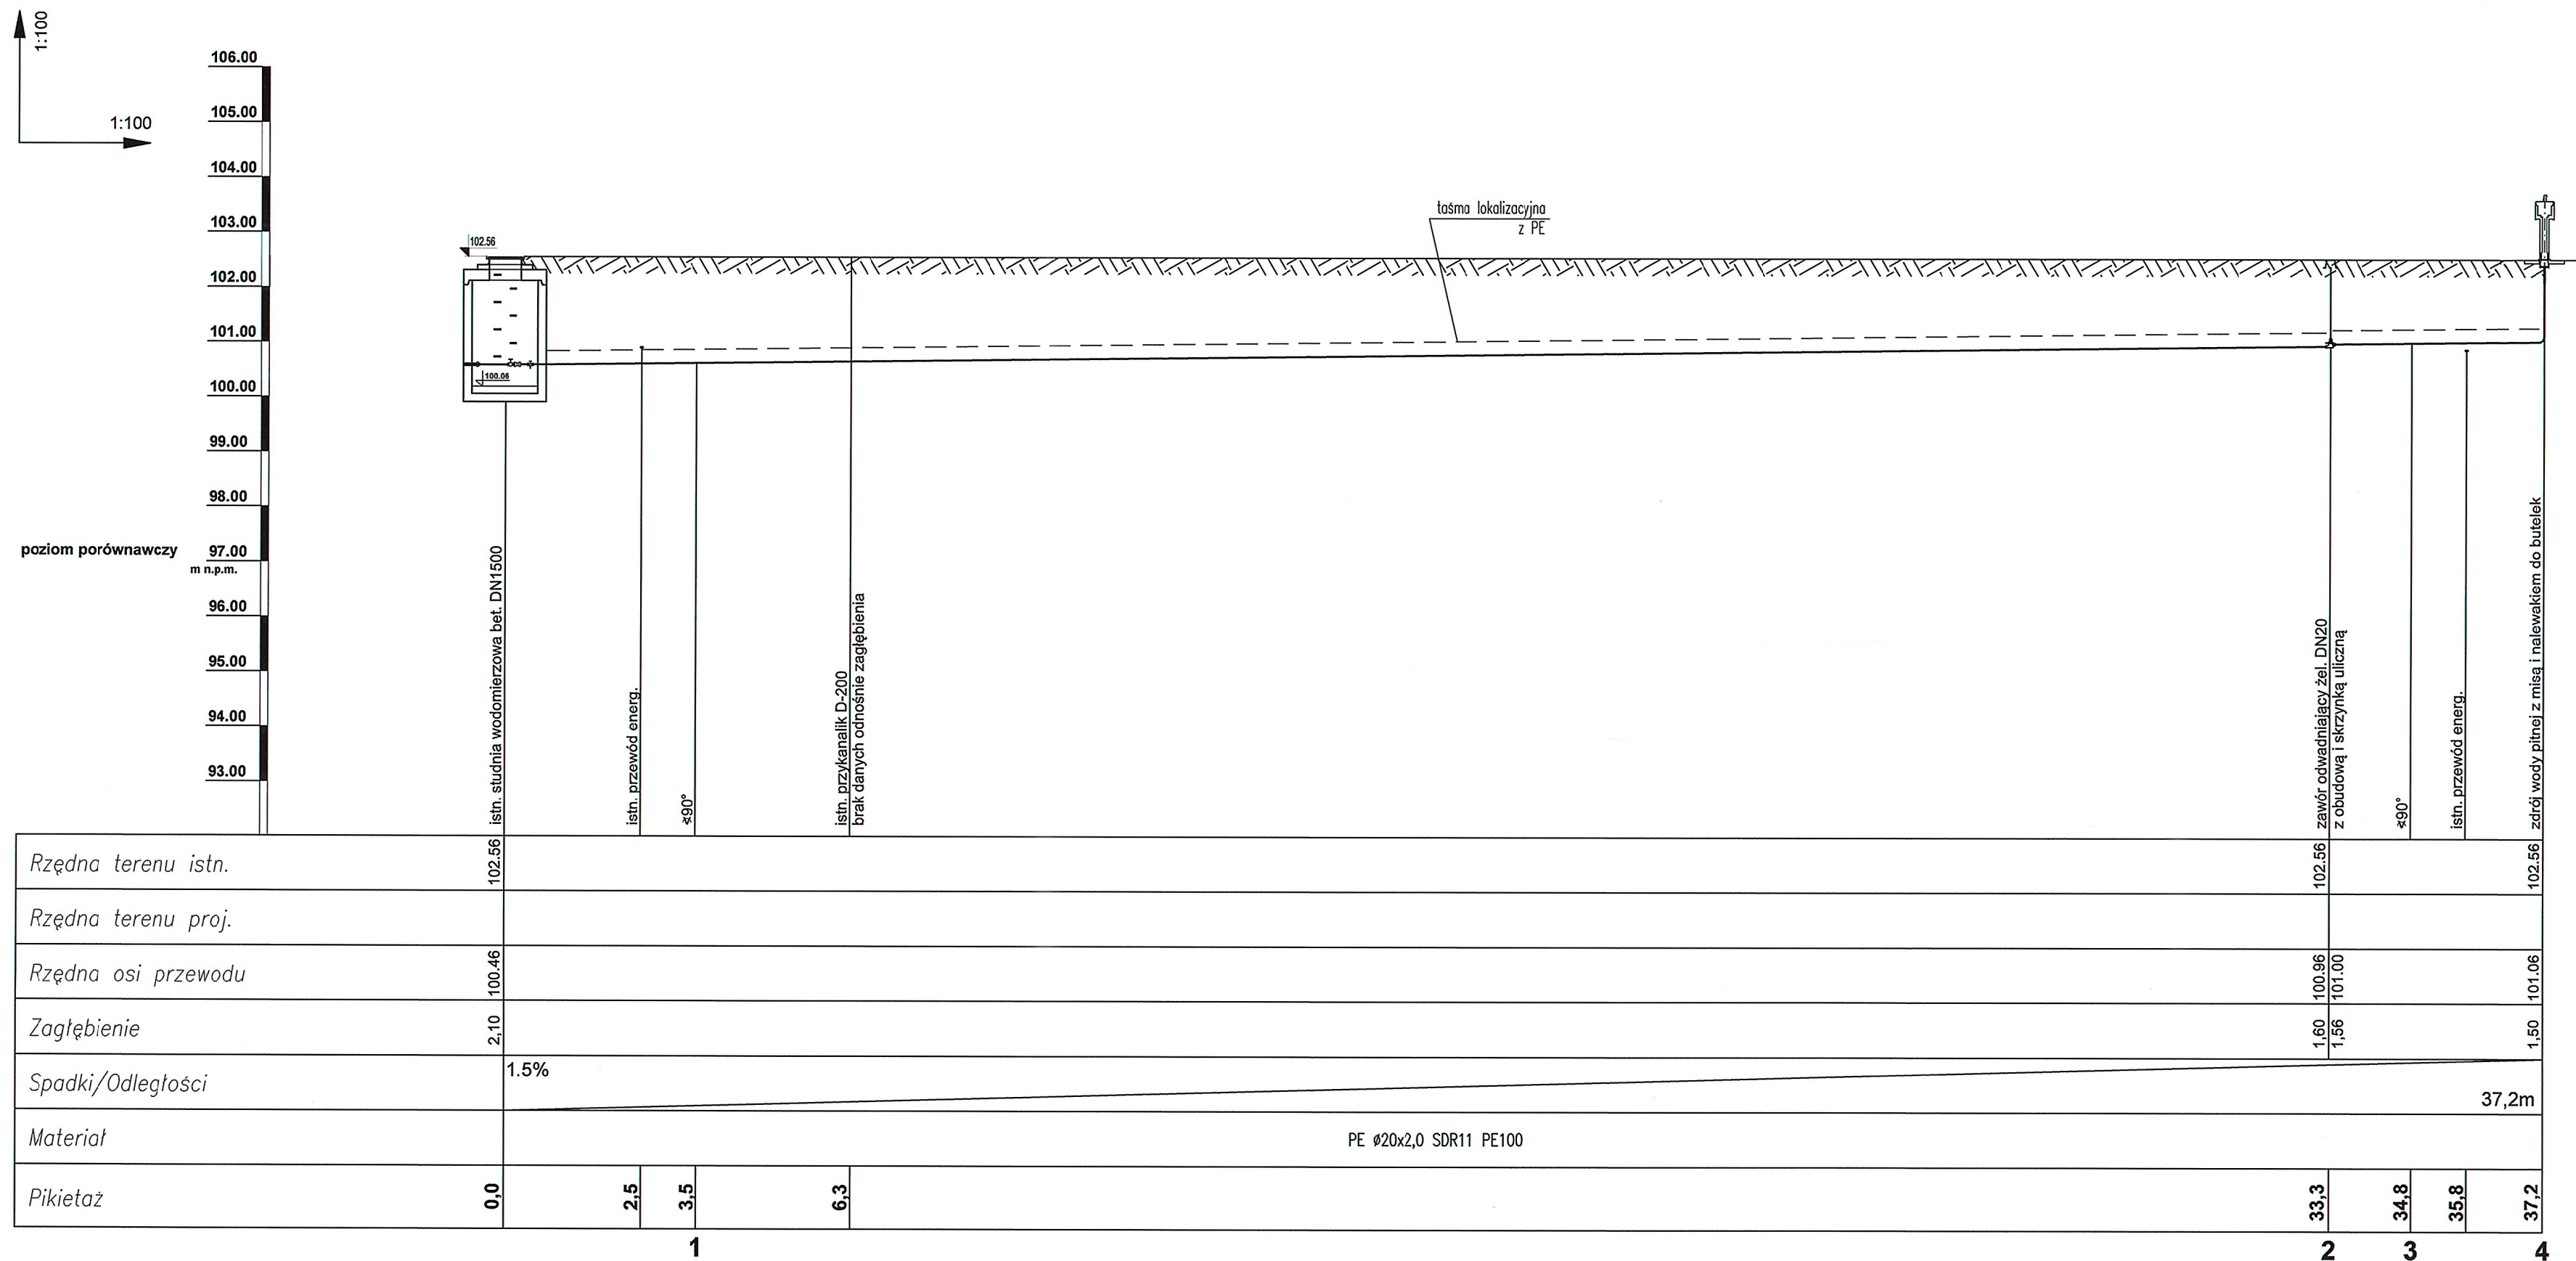 1:100
1:100
106.00
105.00
104.00
103.00
102.00
101.00
100.00
99.00
98.00
poziom porównawczy 97.00
m n.p.m.
96.00
95.00
94.00
93.00
102.56
100.06
taśma lokalizacyjna
z PE
istn. studnia wodomierzowa bet. DN1500
istn. przewód energ.
∢90°
istn. przykanalik D-200
brak danych odnośnie zagłębienia
zawór odwadniający żel. DN20
z obudową i skrzynką uliczną
∢90°
istn. przewód energ.
zdrój wody pitnej z misą i nalewakiem do butelek
Rzędna terenu istn. 102.56 102.56 102.56
Rzędna terenu proj.
Rzędna osi przewodu 100.46 100.96 101.00 101.06
Zagłębienie 2,10 1,60 1,56 1,50
Spadki/Odległości 1.5% 37,2m
Materiał PE ø20x2,0 SDR11 PE100
Pikietaż 0,0 2,5 3,5 6,3 33,3 34,8 35,8 37,2
1 2 3 4